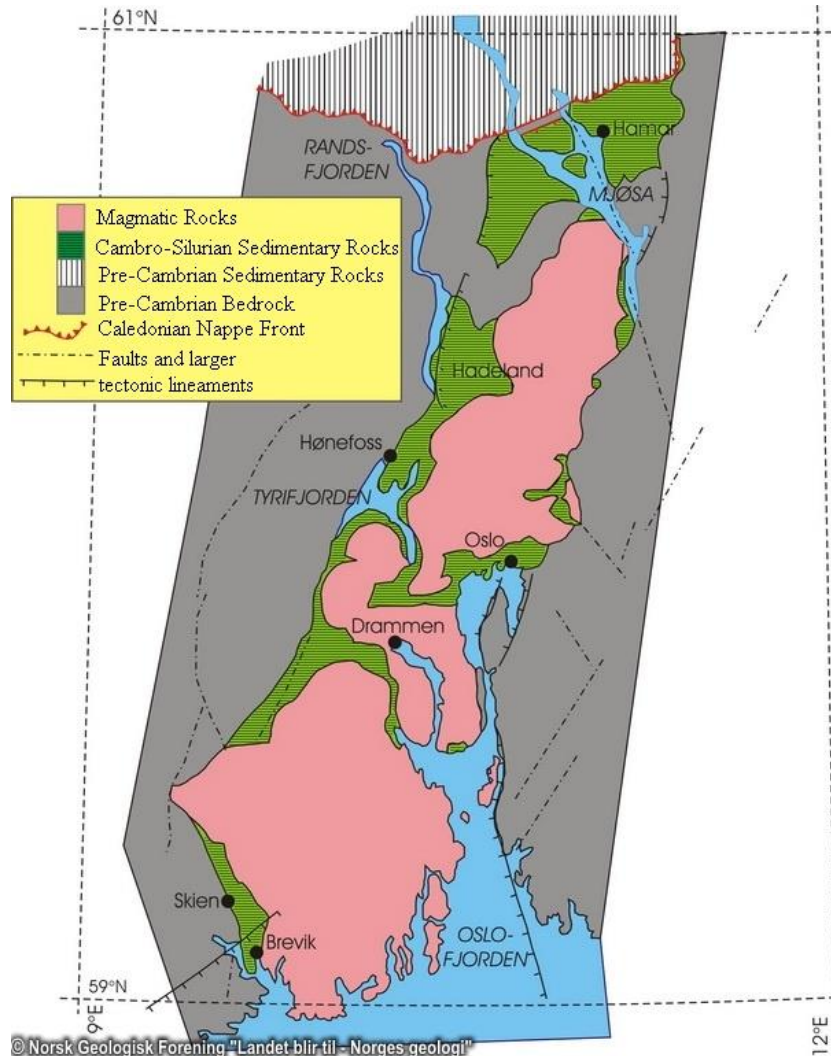 61°N
Hamar
RANDS-
FJORDEN
MJØSA
Magmatic Rocks
Cambro-Silurian Sedimentary Rocks
Pre-Cambrian Sedimentary Rocks
Pre-Cambrian Bedrock
Caledonian Nappe Front
Faults and larger
tectonic lineaments
Hadeland
Hønefoss
TYRIFJORDEN
Oslo
Drammen
Skien
Brevik
OSLO-
FJORDEN
59°N
9°E
12°E
© Norsk Geologisk Forening "Landet blir til - Norges geologi"